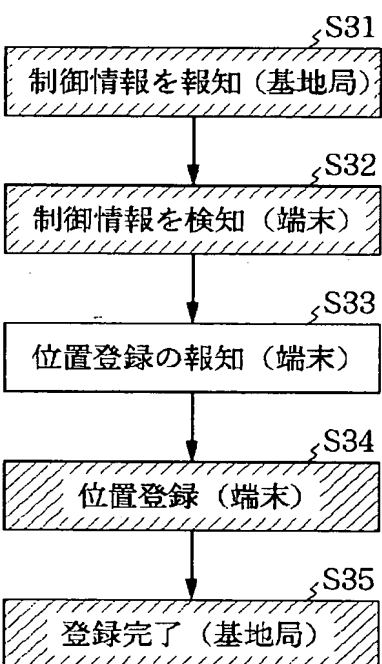 S31
制御情報を報知（基地局）
S32
制御情報を検知（端末）
S33
位置登録の報知（端末）
S34
位置登録（端末）
S35
登録完了（基地局）